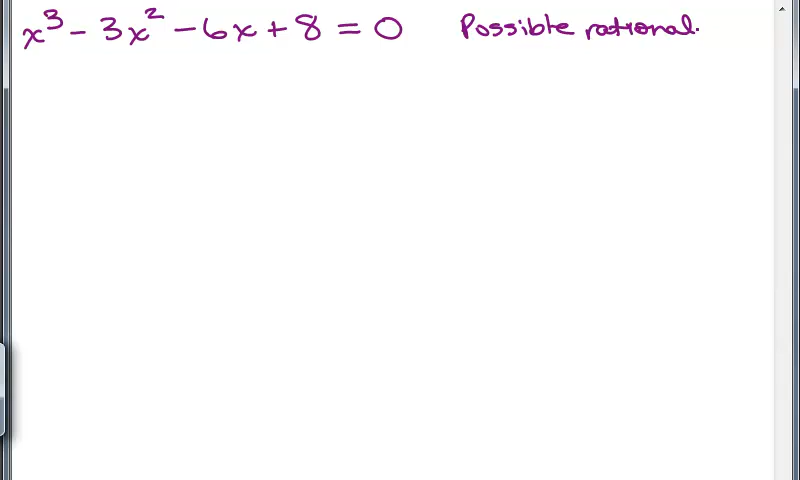 x³ - 3x² - 6x + 8 = 0 Possible rational.